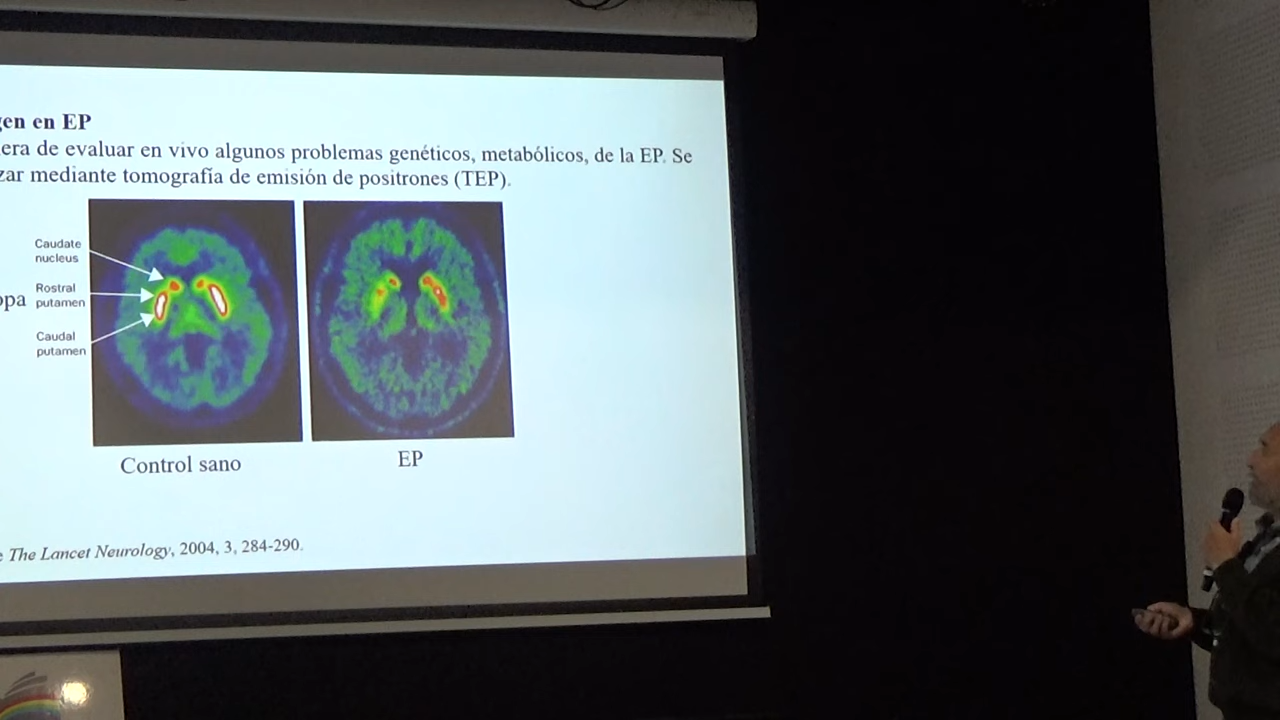 en en EP
era de evaluar en vivo algunos problemas genéticos, metabólicos, de la EP. Se
zar mediante tomografía de emisión de positrones (TEP).
Caudate
nucleus
Rostral
putamen
opa
Caudal
putamen
Control sano
EP
The Lancet Neurology, 2004, 3, 284-290.